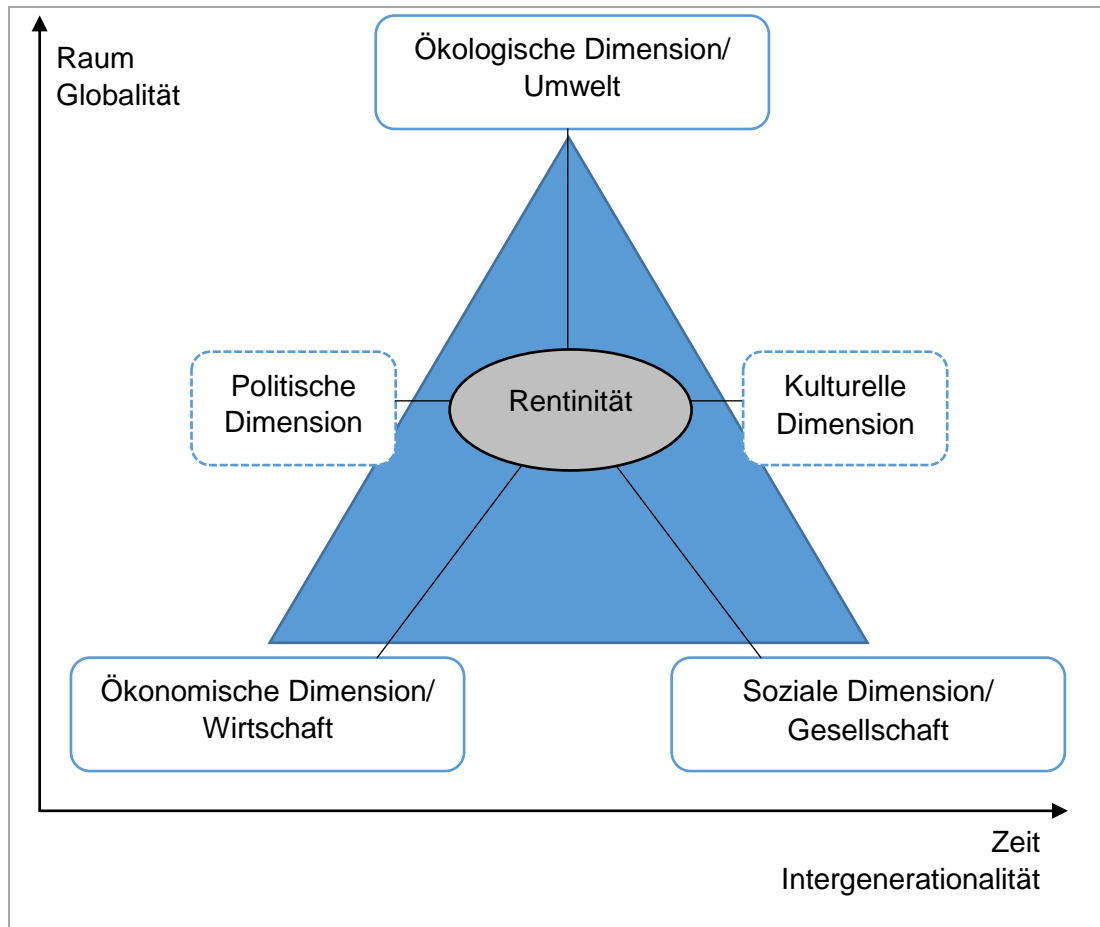 Raum
Globalität
Ökologische Dimension/
Umwelt
Politische
Dimension
Rentinität
Kulturelle
Dimension
Ökonomische Dimension/
Wirtschaft
Soziale Dimension/
Gesellschaft
Zeit
Intergenerationalität